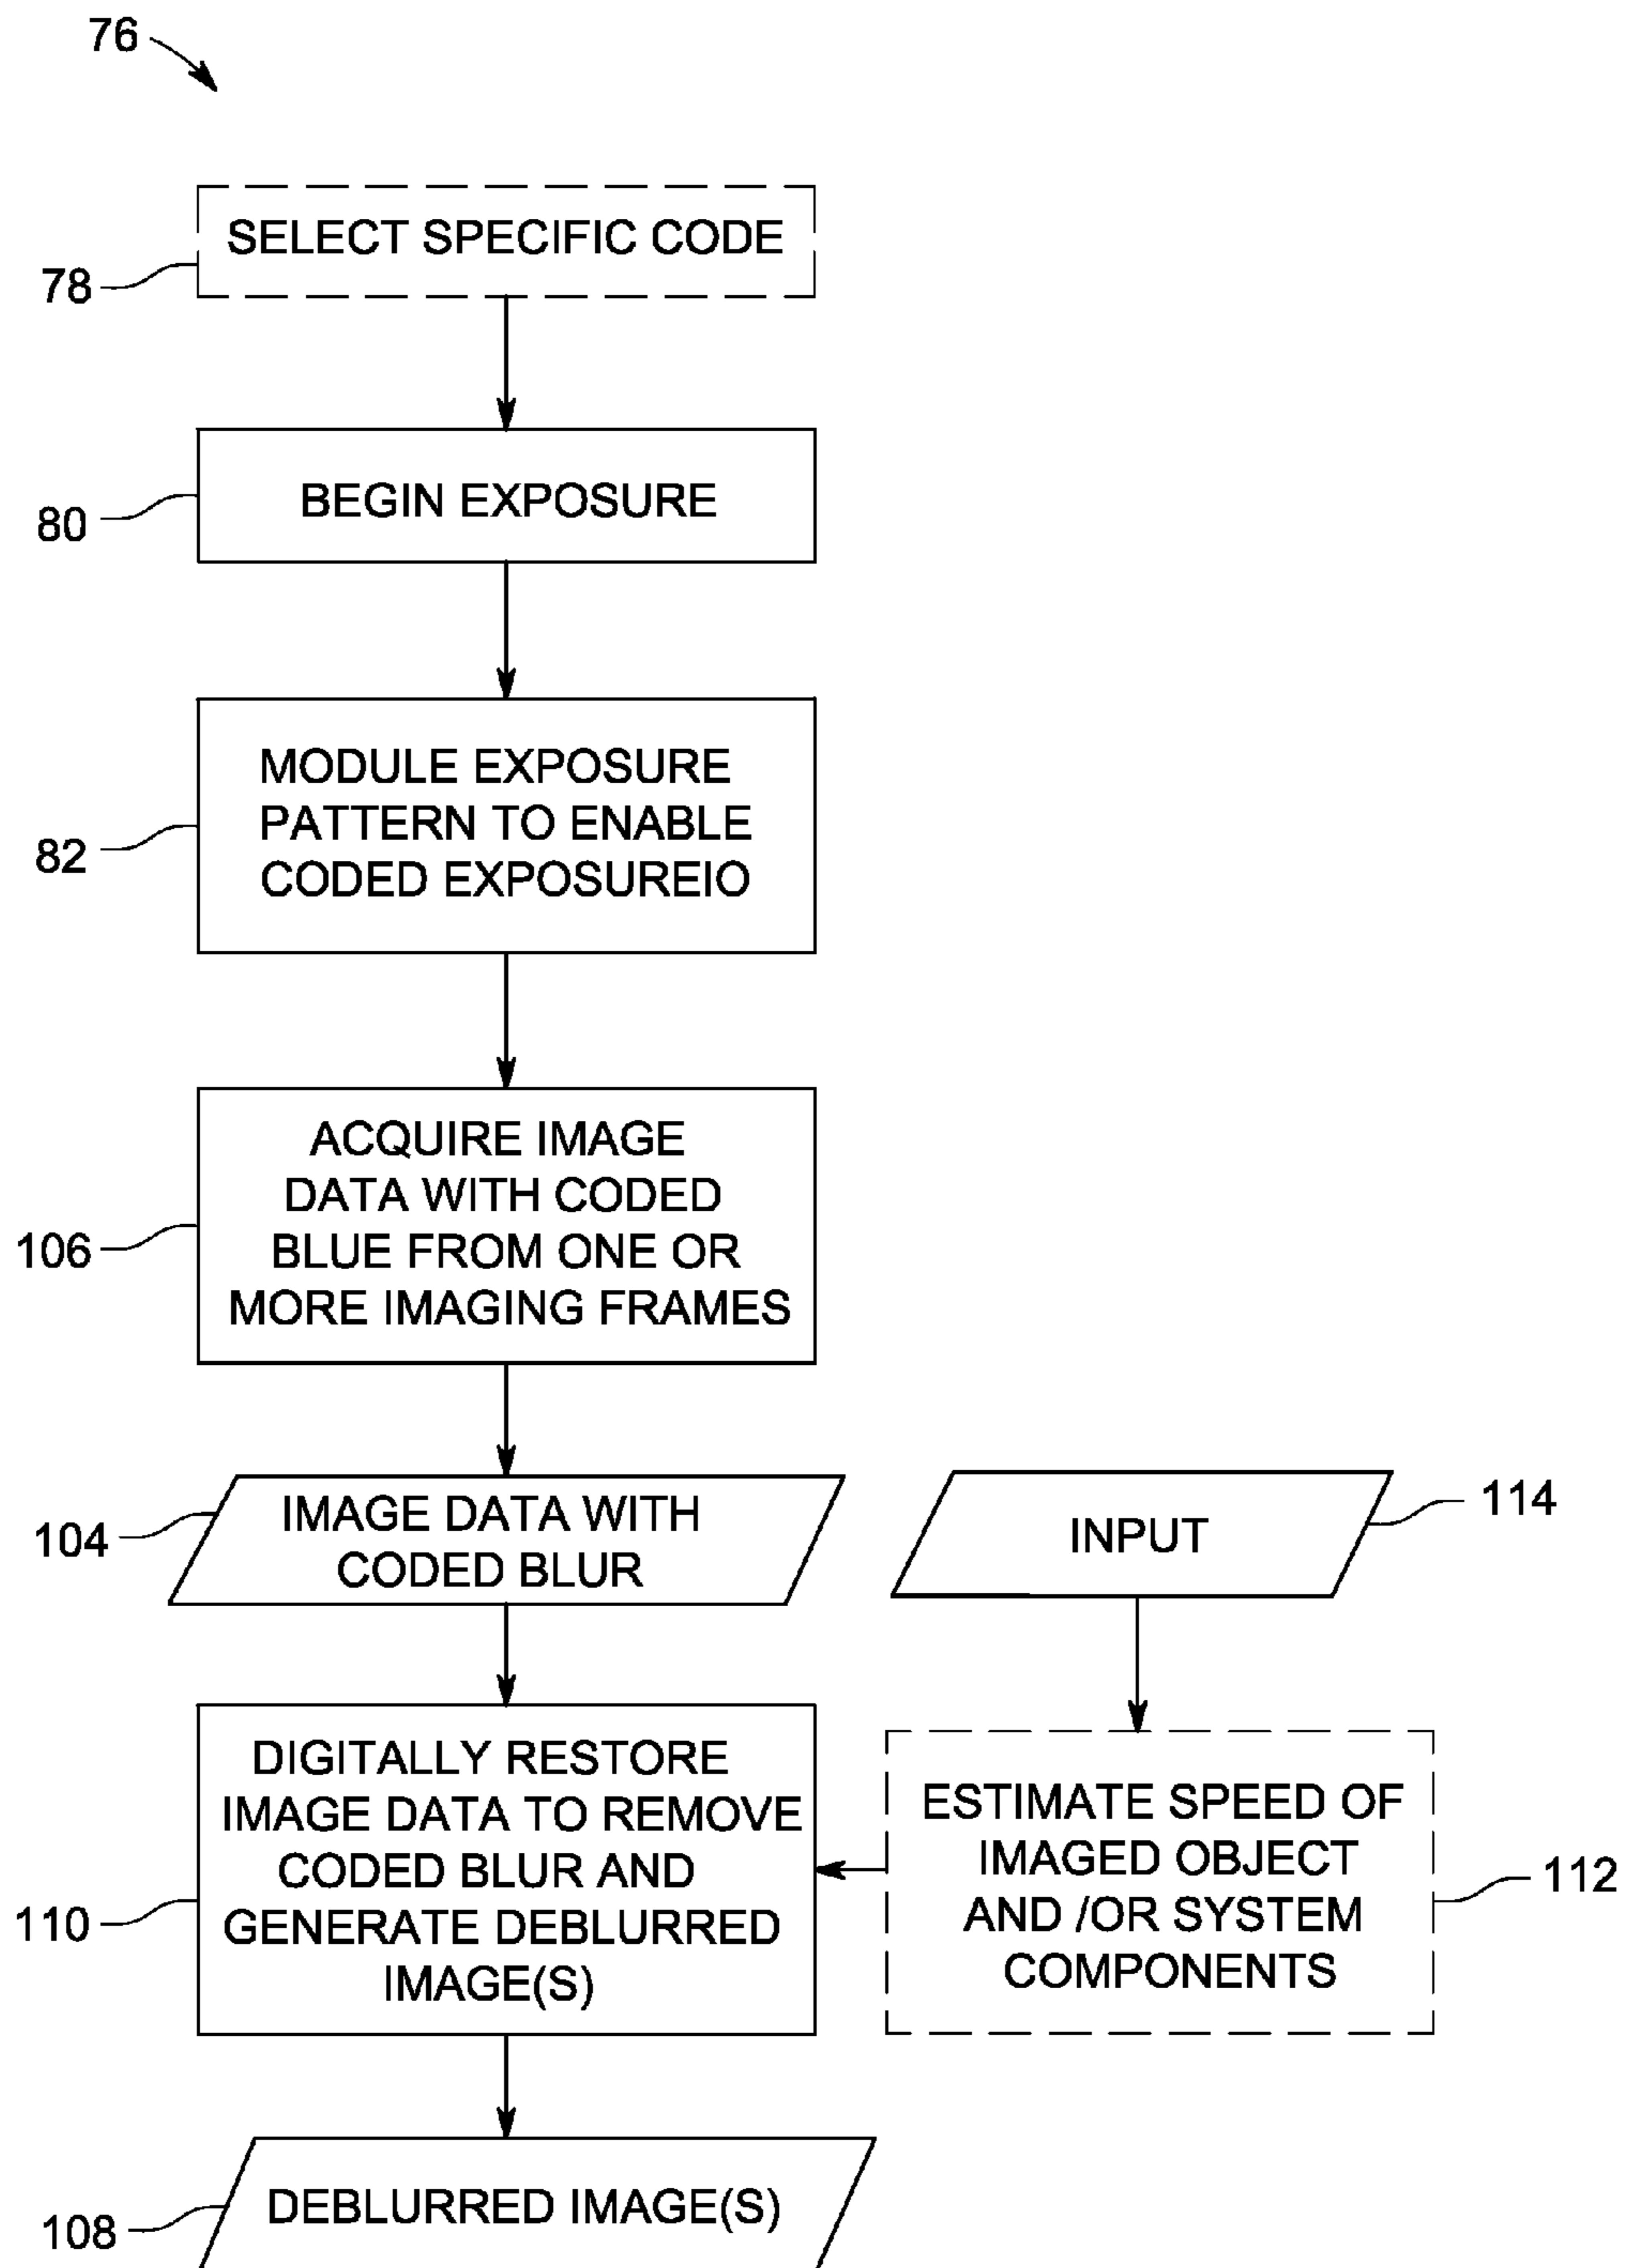 76
SELECT SPECIFIC CODE
78
BEGIN EXPOSURE
80
MODULE EXPOSURE
PATTERN TO ENABLE
CODED EXPOSUREIO
82
ACQUIRE IMAGE
DATA WITH CODED
BLUE FROM ONE OR
MORE IMAGING FRAMES
106
IMAGE DATA WITH
CODED BLUR
104
INPUT
114
DIGITALLY RESTORE
IMAGE DATA TO REMOVE
CODED BLUR AND
GENERATE DEBLURRED
IMAGE(S)
110
ESTIMATE SPEED OF
IMAGED OBJECT
AND /OR SYSTEM
COMPONENTS
112
DEBLURRED IMAGE(S)
108